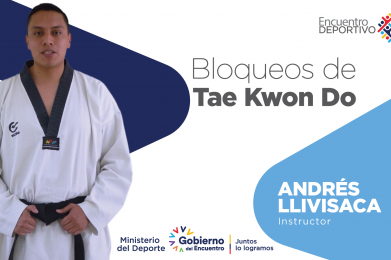 Encuentro
DEPORTIVO
Bloqueos de
Tae Kwon Do
ANDRÉS
LLIVISACA
Instructor
Ministerio
del Deporte
Gobierno
del Encuentro
Juntos
lo logramos